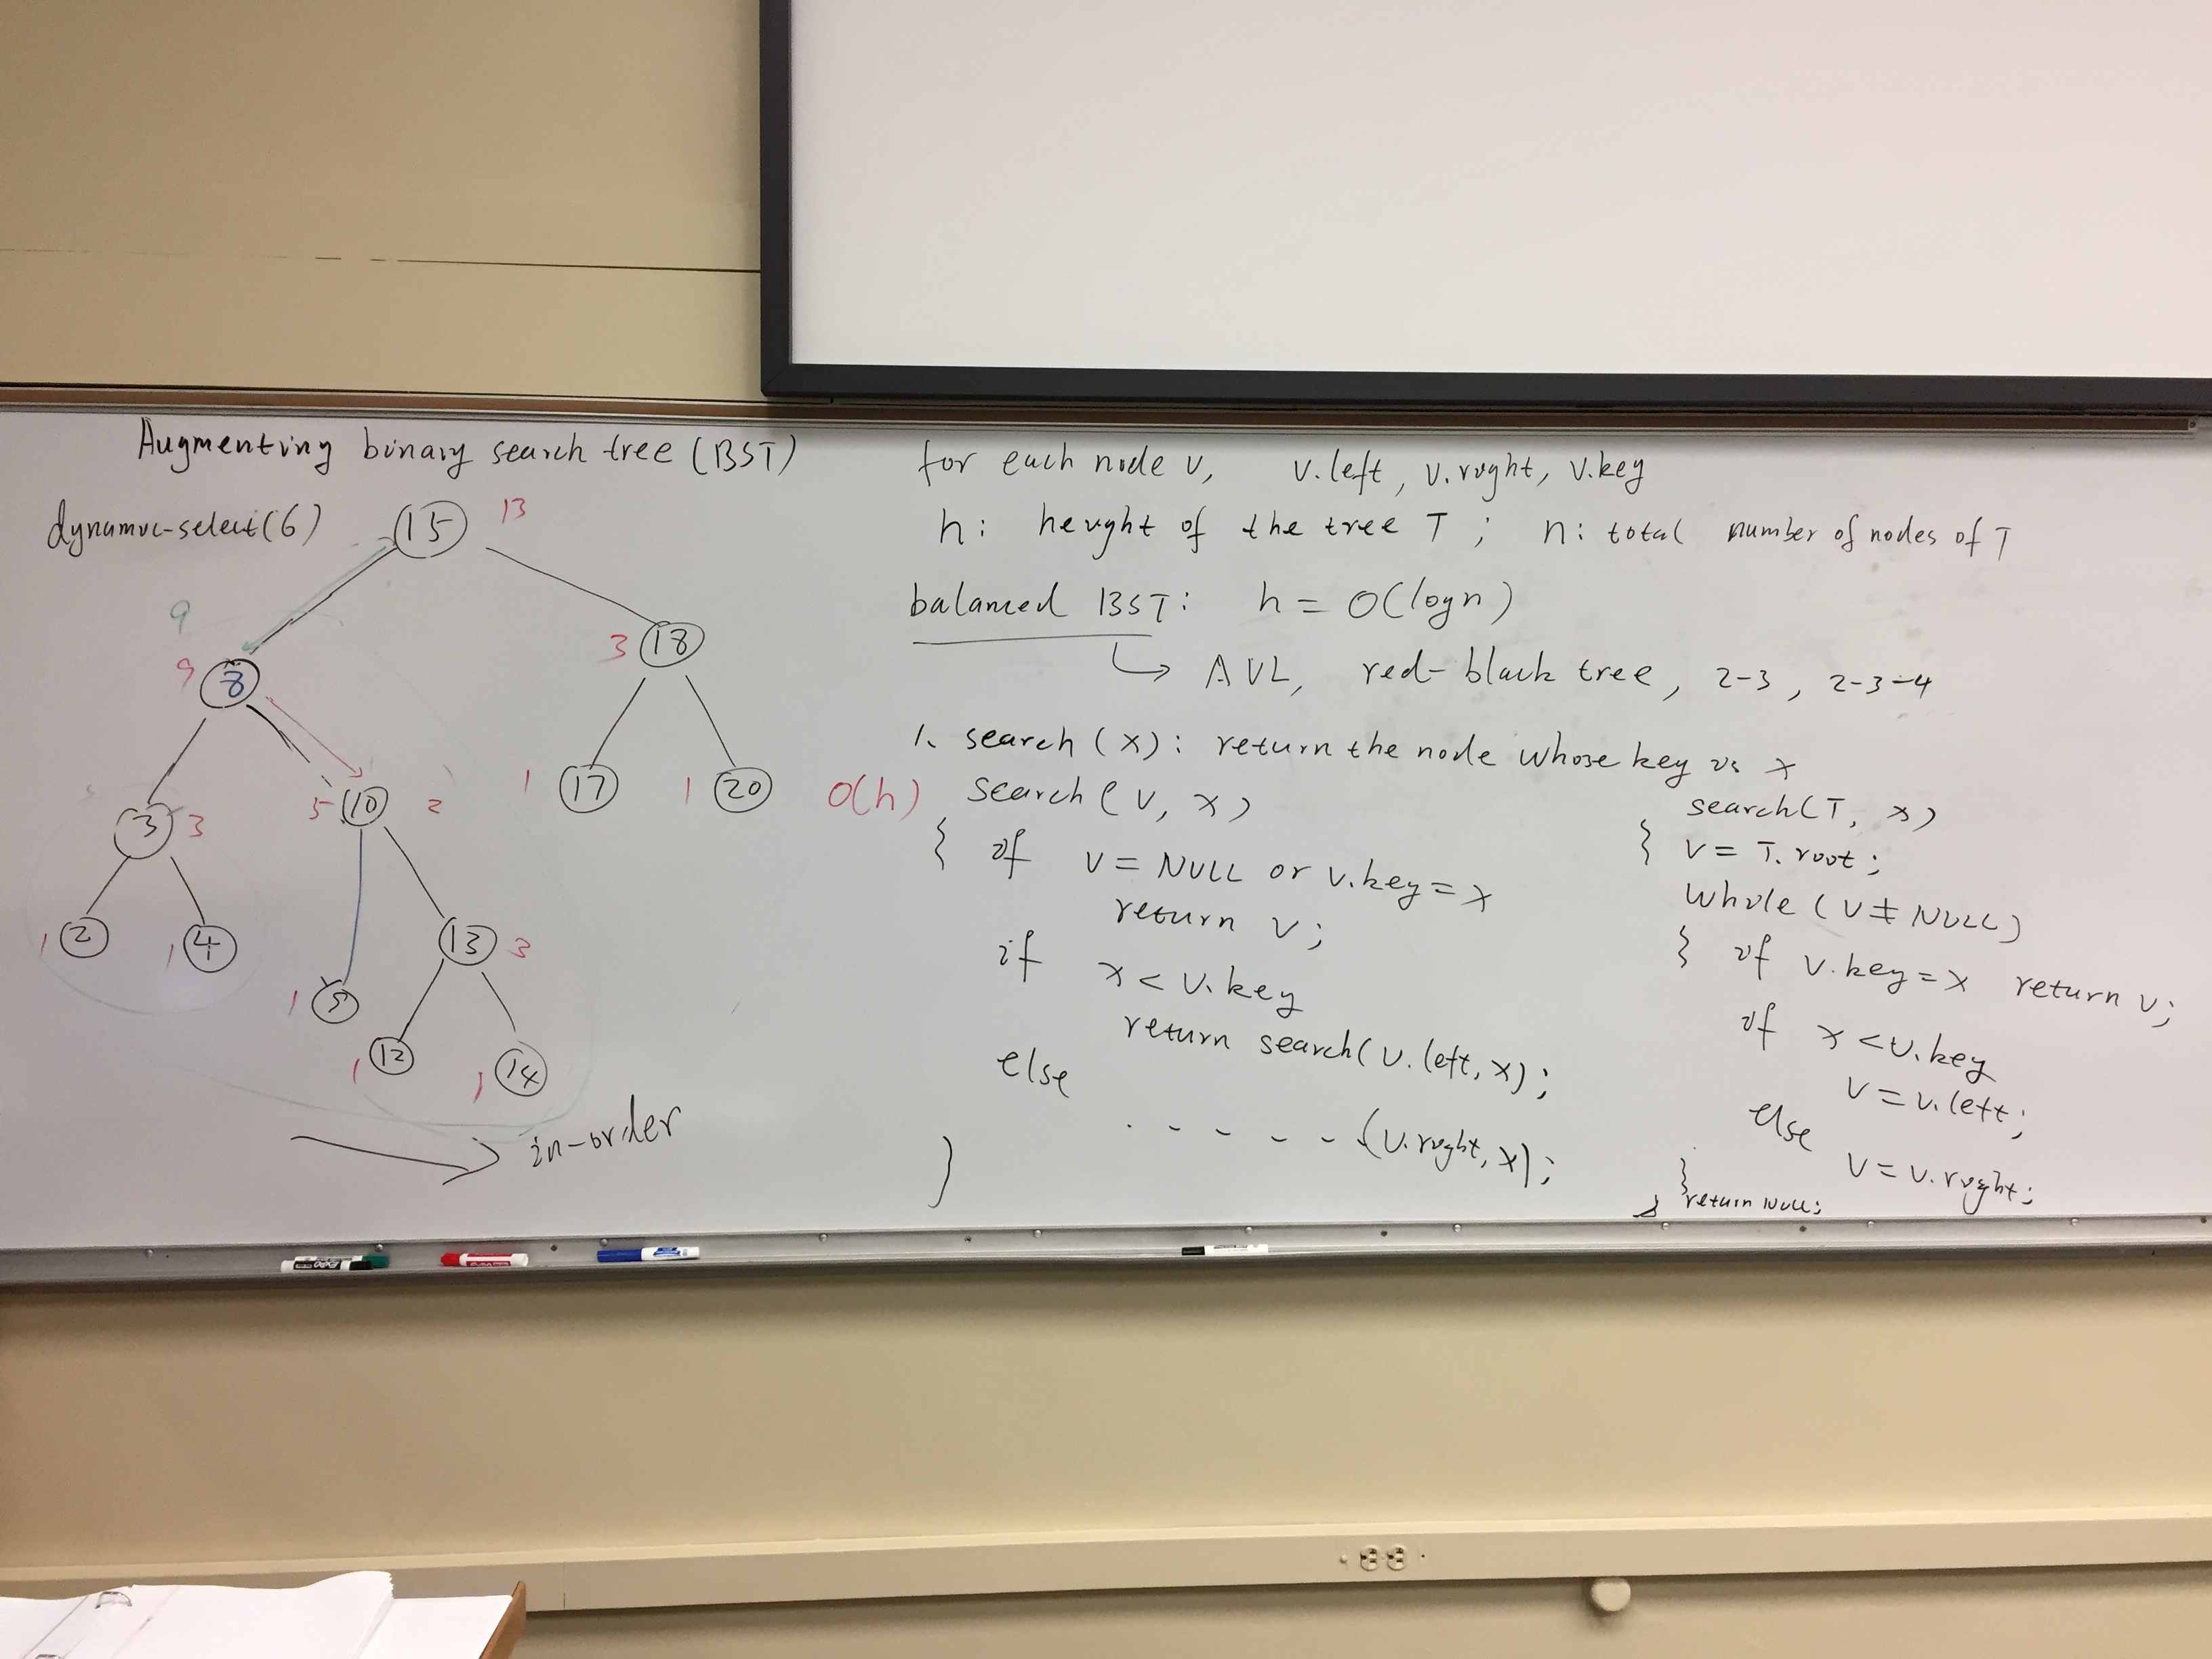 Augmenting binary search tree (BST)
dynamic-select(6)
15 13
9
9 8
3 18
3 3
5 10 2
1 17
1 20
1 2
1 4
13 3
1 9
1 12
1 14
in-order
for each node v, v.left, v.right, v.key
h: height of the tree T ; n: total number of nodes of T
balanced BST: h = O(logn)
AVL, red-black tree, 2-3, 2-3-4
1. search (x): return the node whose key is x
O(h) search (v, x)
{ if v = NULL or v.key = x
return v;
if x < v.key
return search(v.left, x);
else
. - - - - - (v.right, x);
}
search(T, x)
{ v = T.root;
while (v ≠ NULL)
{ if v.key = x return v;
if x < v.key
v = v.left;
else
v = v.right;
}
return NULL;
}